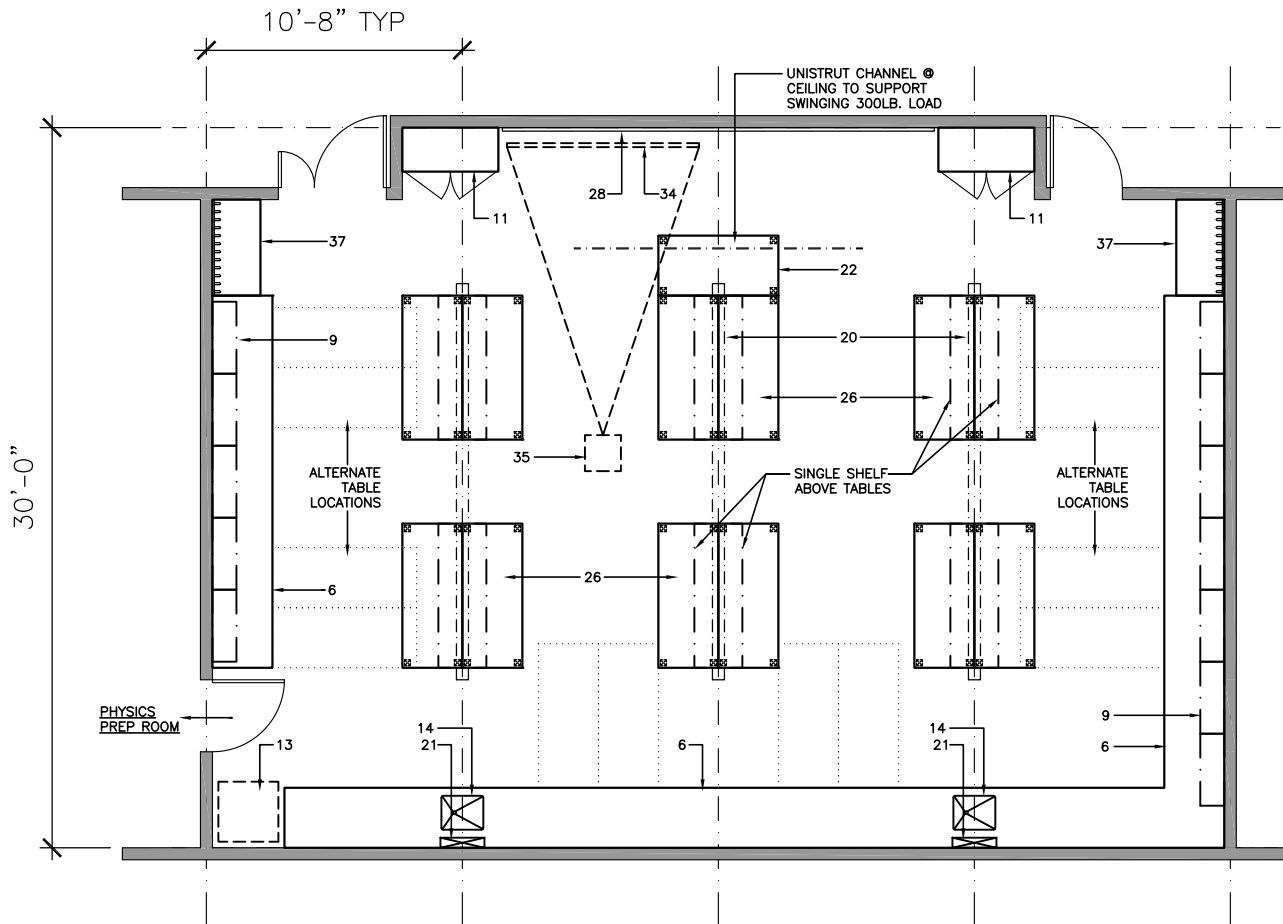 10'-8" TYP
UNISTRUT CHANNEL @
CEILING TO SUPPORT
SWINGING 300LB. LOAD
28
34
11
11
37
37
22
9
20
26
35
30'-0"
ALTERNATE
TABLE
LOCATIONS
SINGLE SHELF
ABOVE TABLES
ALTERNATE
TABLE
LOCATIONS
26
6
PHYSICS
PREP ROOM
13
14
21
6
14
21
9
6